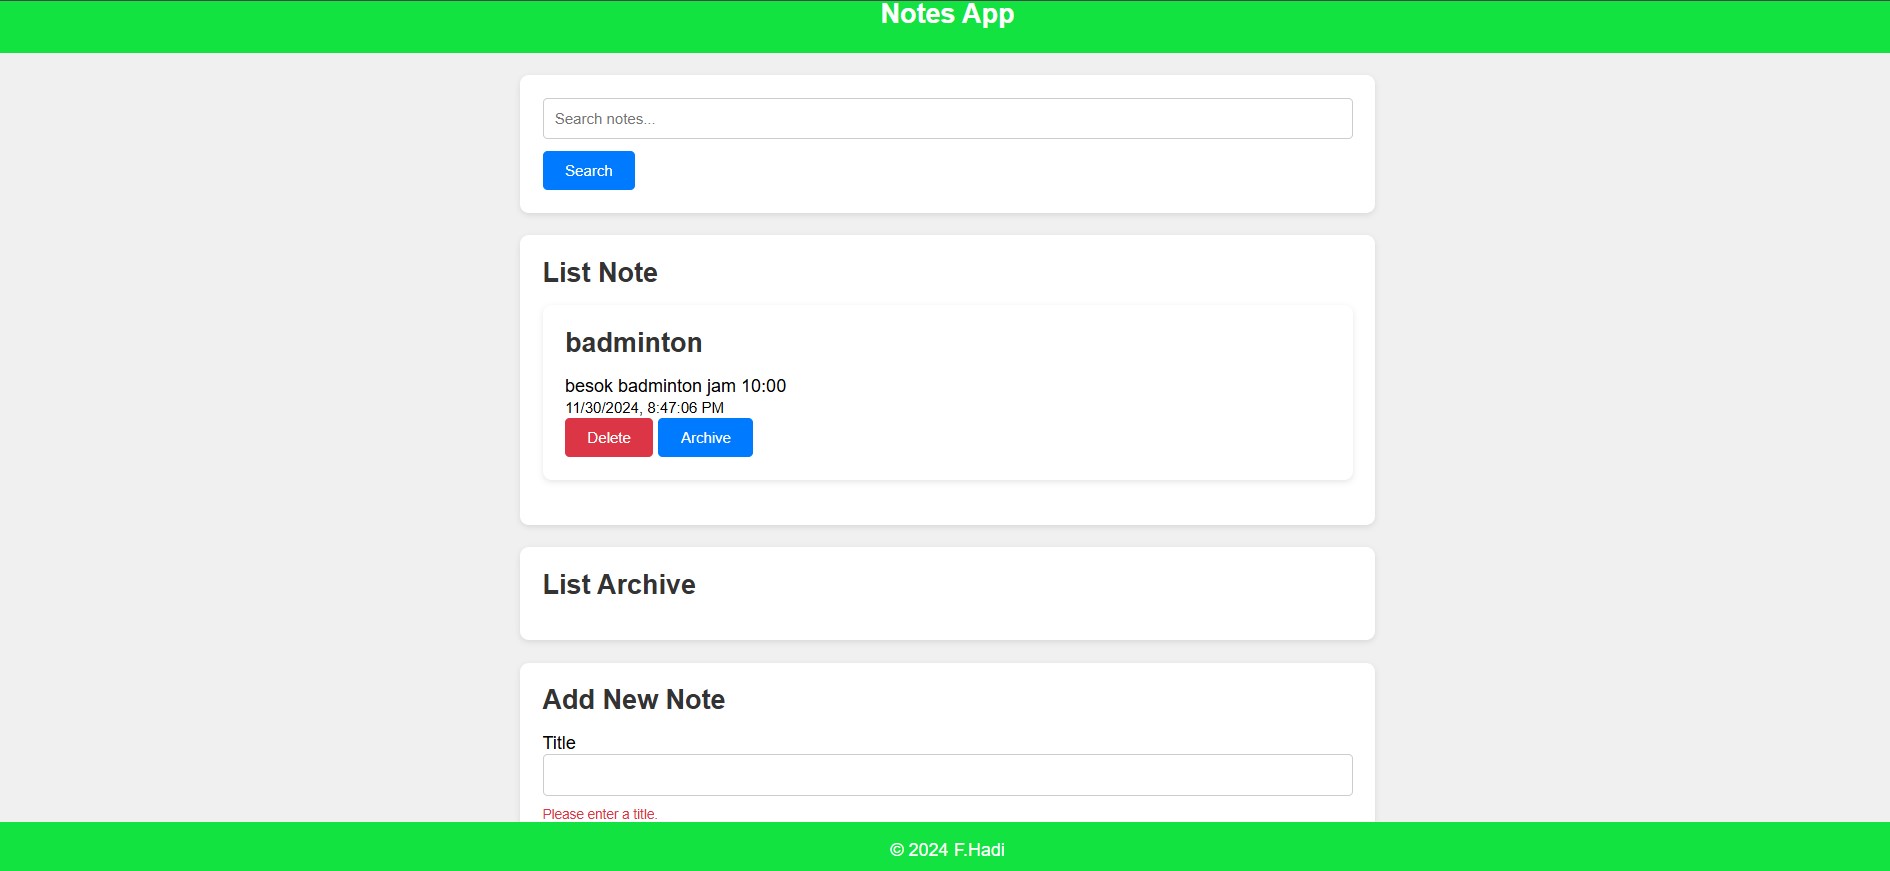 Notes App
Search notes...
Search
List Note
badminton
besok badminton jam 10:00
11/30/2024, 8:47:06 PM
Delete Archive
List Archive
Add New Note
Title
Please enter a title.
© 2024 F.Hadi